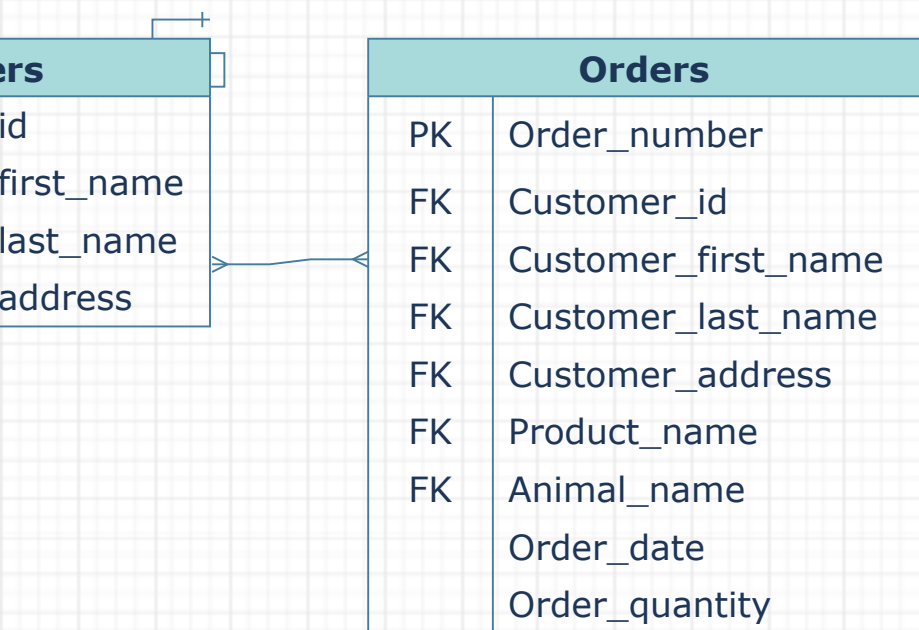 ers
id
first_name
last_name
address
Orders
PK Order_number
FK Customer_id
FK Customer_first_name
FK Customer_last_name
FK Customer_address
FK Product_name
FK Animal_name
Order_date
Order_quantity